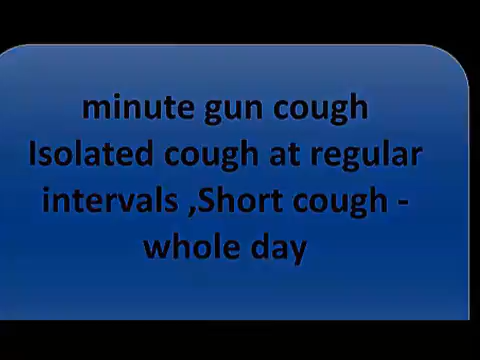 minute gun cough
Isolated cough at regular
intervals ,Short cough -
whole day